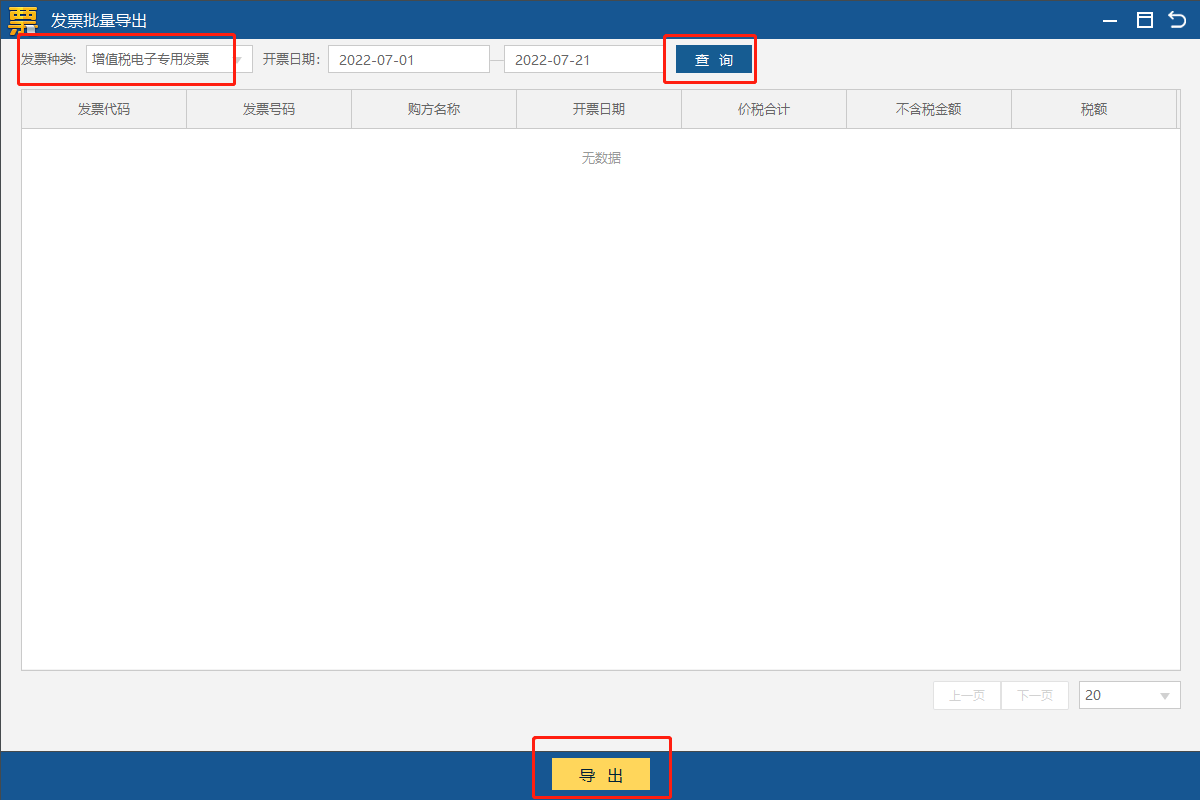 票 发票批量导出
发票种类: 增值税电子专用发票 开票日期: 2022-07-01 — 2022-07-21 查 询
发票代码 发票号码 购方名称 开票日期 价税合计 不含税金额 税额
无数据
上一页 下一页 20
导 出